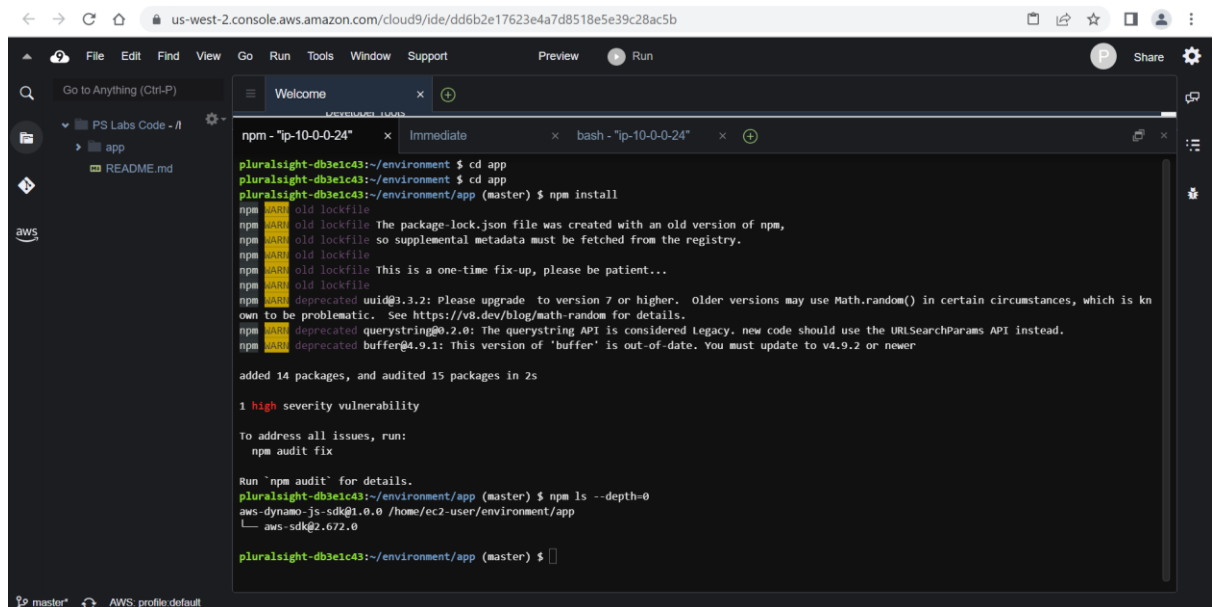 us-west-2.console.aws.amazon.com/cloud9/ide/dd6b2e17623e4a7d8518e5e39c28ac5b
9 File Edit Find View Go Run Tools Window Support Preview Run P Share
Go to Anything (Ctrl-P)
Welcome
Developer Tools
PS Labs Code - /
app
README.md
aws
npm - "ip-10-0-0-24" Immediate bash - "ip-10-0-0-24"
pluralsight-db3e1c43:~/environment $ cd app
pluralsight-db3e1c43:~/environment $ cd app
pluralsight-db3e1c43:~/environment/app (master) $ npm install
npm WARN old lockfile
npm WARN old lockfile The package-lock.json file was created with an old version of npm,
npm WARN old lockfile so supplemental metadata must be fetched from the registry.
npm WARN old lockfile
npm WARN old lockfile This is a one-time fix-up, please be patient...
npm WARN old lockfile
npm WARN deprecated uuid@3.3.2: Please upgrade  to version 7 or higher.  Older versions may use Math.random() in certain circumstances, which is kn
own to be problematic.  See https://v8.dev/blog/math-random for details.
npm WARN deprecated querystring@0.2.0: The querystring API is considered Legacy. new code should use the URLSearchParams API instead.
npm WARN deprecated buffer@4.9.1: This version of 'buffer' is out-of-date. You must update to v4.9.2 or newer
added 14 packages, and audited 15 packages in 2s
1 high severity vulnerability
To address all issues, run:
npm audit fix
Run `npm audit` for details.
pluralsight-db3e1c43:~/environment/app (master) $ npm ls --depth=0
aws-dynamo-js-sdk@1.0.0 /home/ec2-user/environment/app
└── aws-sdk@2.672.0
pluralsight-db3e1c43:~/environment/app (master) $
master* AWS: profile:default